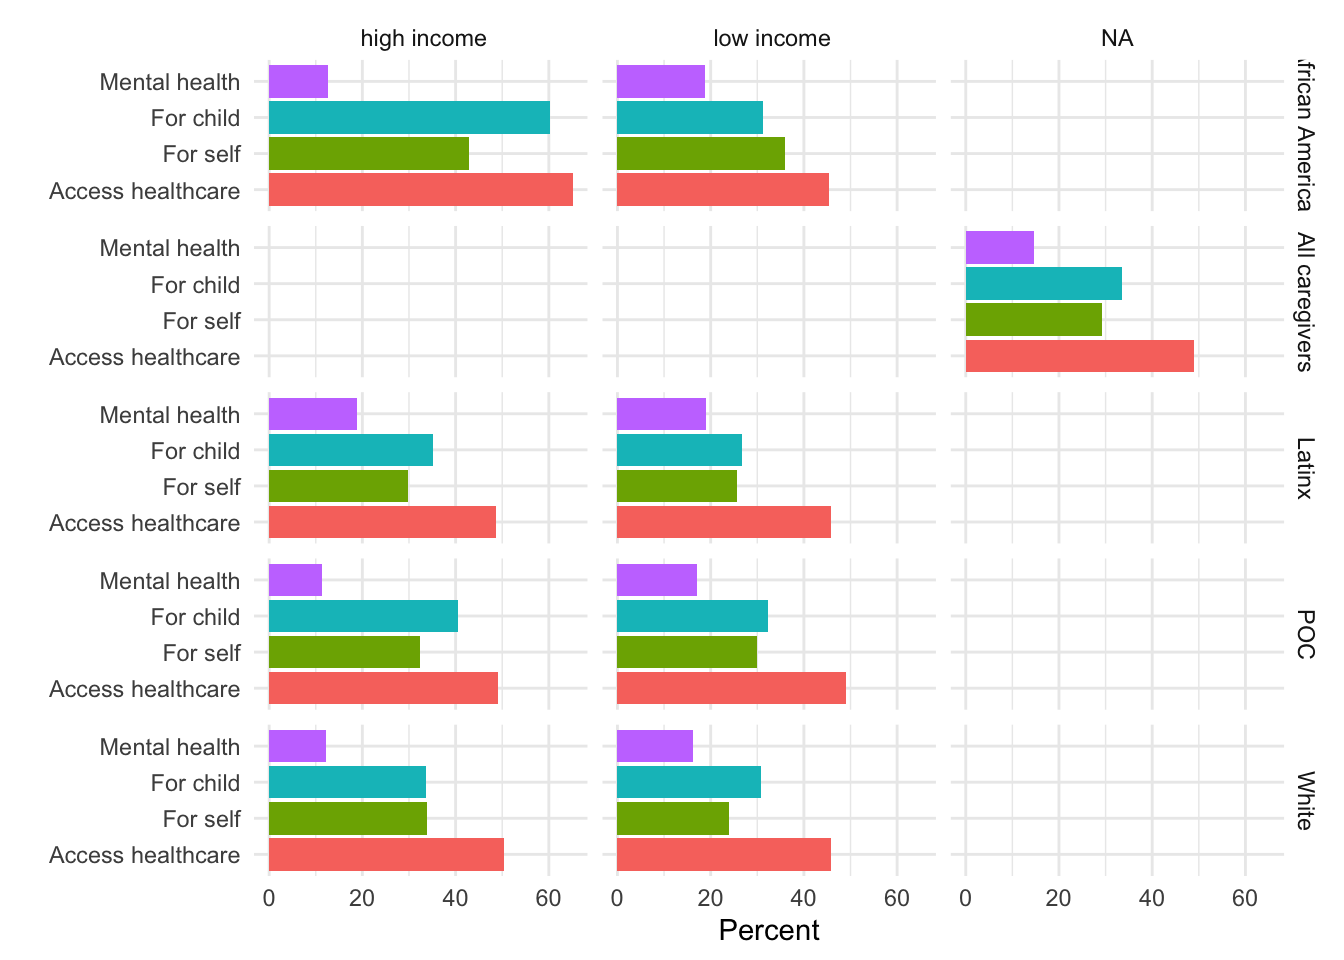 high income low income NA
Mental health
For child
For self
Access healthcare
frican America
Mental health
For child
For self
Access healthcare
All caregivers
Mental health
For child
For self
Access healthcare
Latinx
Mental health
For child
For self
Access healthcare
POC
Mental health
For child
For self
Access healthcare
White
0 20 40 60 0 20 40 60 0 20 40 60
Percent